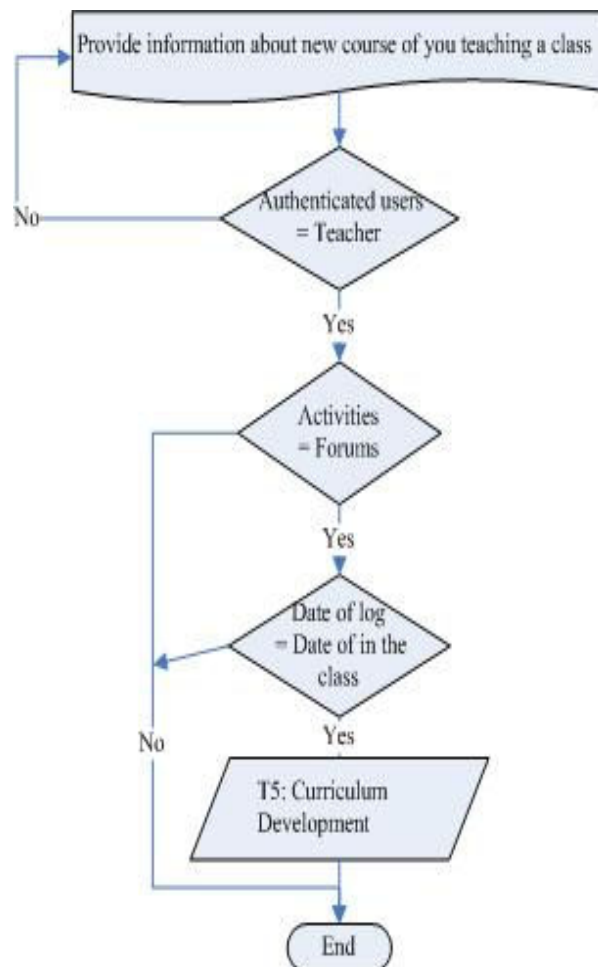 Provide information about new course of you teaching a class
Authenticated users
= Teacher
No
Yes
Activities
= Forums
Yes
Date of log
= Date of in the
class
No
Yes
T5: Curriculum
Development
End